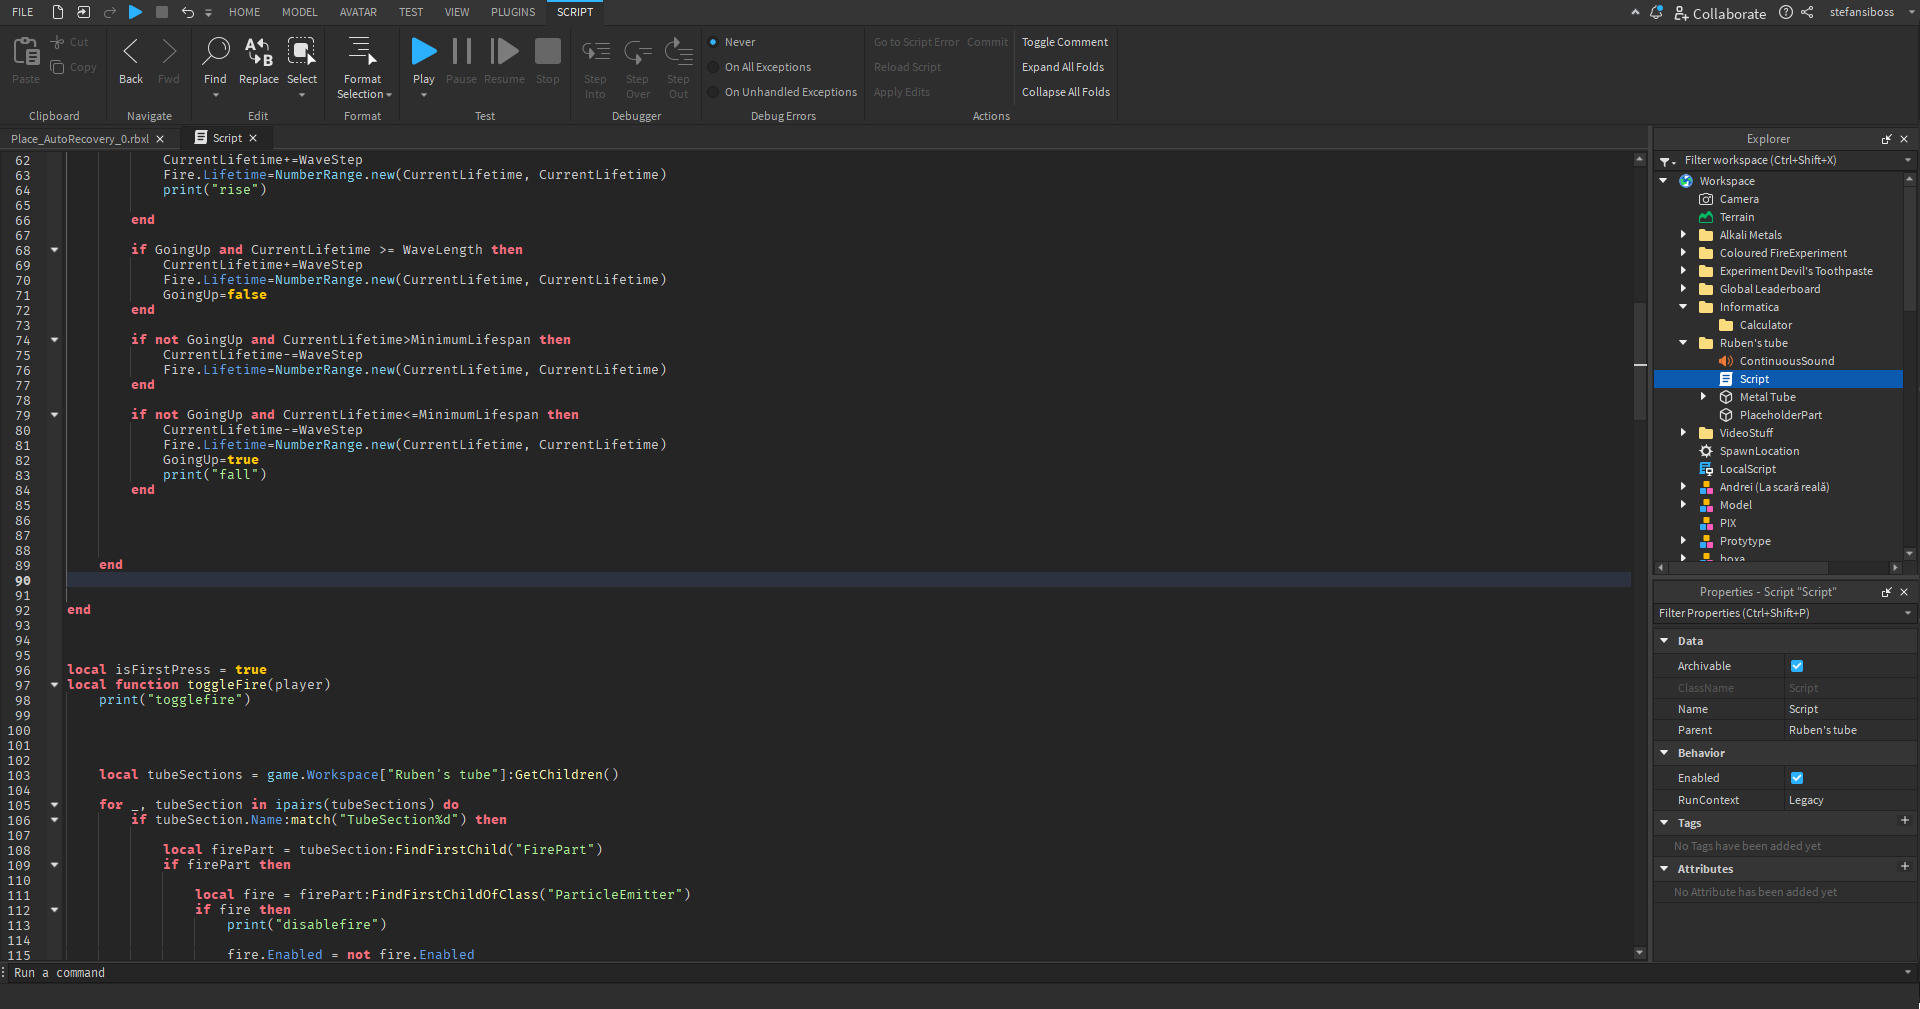 FILE HOME MODEL AVATAR TEST VIEW PLUGINS SCRIPT Collaborate stefansiboss
Paste Cut Copy Back Fwd Find Replace Select Format Selection Play Pause Resume Stop Step Into Step Over Step Out
Never
On All Exceptions
On Unhandled Exceptions
Go to Script Error Commit
Reload Script
Apply Edits
Toggle Comment
Expand All Folds
Collapse All Folds
Clipboard Navigate Edit Format Test Debugger Debug Errors Actions
Place_AutoRecovery_0.rbxl Script
62 CurrentLifetime+=WaveStep
63 Fire.Lifetime=NumberRange.new(CurrentLifetime, CurrentLifetime)
64 print("rise")
65
66 end
67
68 if GoingUp and CurrentLifetime >= WaveLength then
69 CurrentLifetime+=WaveStep
70 Fire.Lifetime=NumberRange.new(CurrentLifetime, CurrentLifetime)
71 GoingUp=false
72 end
73
74 if not GoingUp and CurrentLifetime>MinimumLifespan then
75 CurrentLifetime-=WaveStep
76 Fire.Lifetime=NumberRange.new(CurrentLifetime, CurrentLifetime)
77 end
78
79 if not GoingUp and CurrentLifetime<=MinimumLifespan then
80 CurrentLifetime-=WaveStep
81 Fire.Lifetime=NumberRange.new(CurrentLifetime, CurrentLifetime)
82 GoingUp=true
83 print("fall")
84 end
85
86
87
88
89 end
90
91
92 end
93
94
95
96 local isFirstPress = true
97 local function toggleFire(player)
98 print("togglefire")
99
100
101
102
103 local tubeSections = game.Workspace["Ruben's tube"]:GetChildren()
104
105 for _, tubeSection in ipairs(tubeSections) do
106 if tubeSection.Name:match("TubeSection%d") then
107
108 local firePart = tubeSection:FindFirstChild("FirePart")
109 if firePart then
110
111 local fire = firePart:FindFirstChildOfClass("ParticleEmitter")
112 if fire then
113 print("disablefire")
114
115 fire.Enabled = not fire.Enabled
Run a command
Explorer
Filter workspace (Ctrl+Shift+X)
Workspace
Camera
Terrain
Alkali Metals
Coloured FireExperiment
Experiment Devil's Toothpaste
Global Leaderboard
Informatica
Calculator
Ruben's tube
ContinuousSound
Script
Metal Tube
PlaceholderPart
VideoStuff
SpawnLocation
LocalScript
Andrei (La scară reală)
Model
PIX
Protytype
boxa
Properties - Script "Script"
Filter Properties (Ctrl+Shift+P)
Data
Archivable
ClassName Script
Name Script
Parent Ruben's tube
Behavior
Enabled
RunContext Legacy
Tags
No Tags have been added yet
Attributes
No Attribute has been added yet